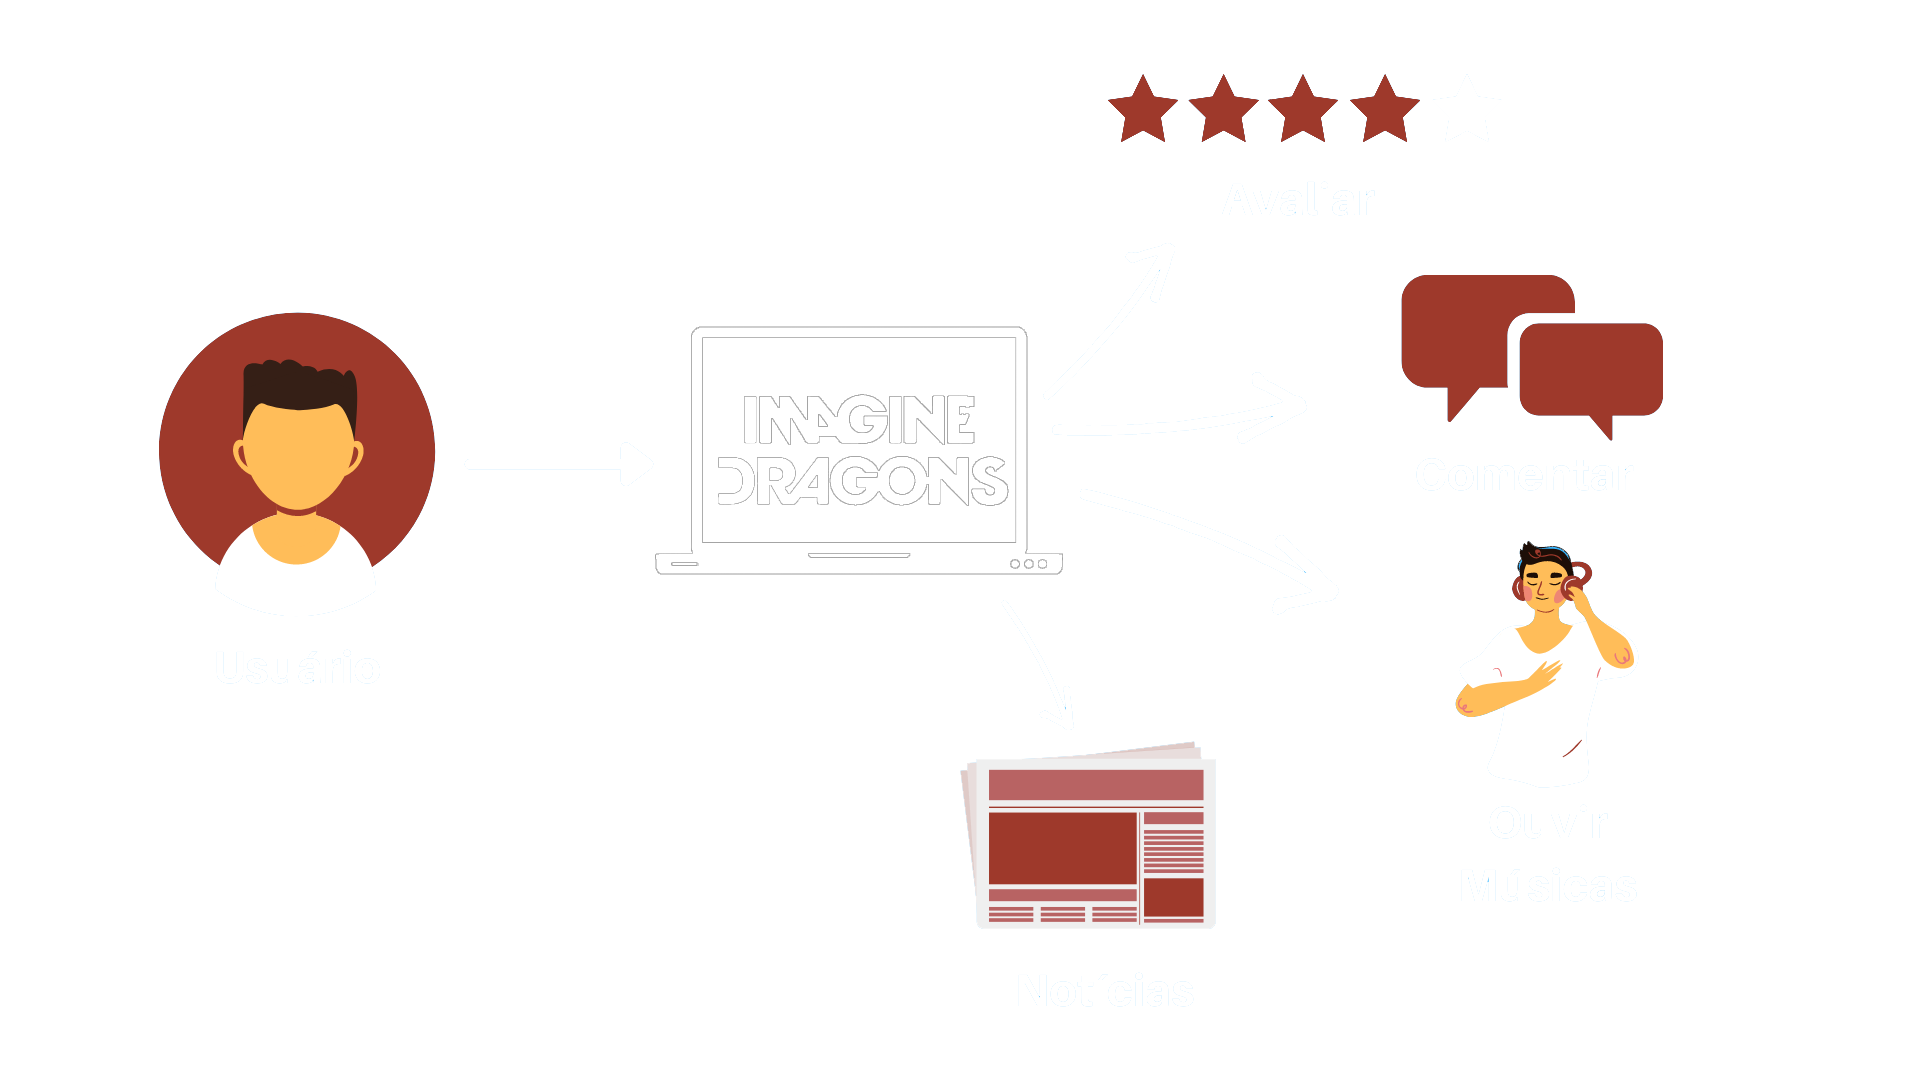 Avaliar
Comentar
IMAGINE
DRAGONS
Usuário
Ouvir
Músicas
Notícias